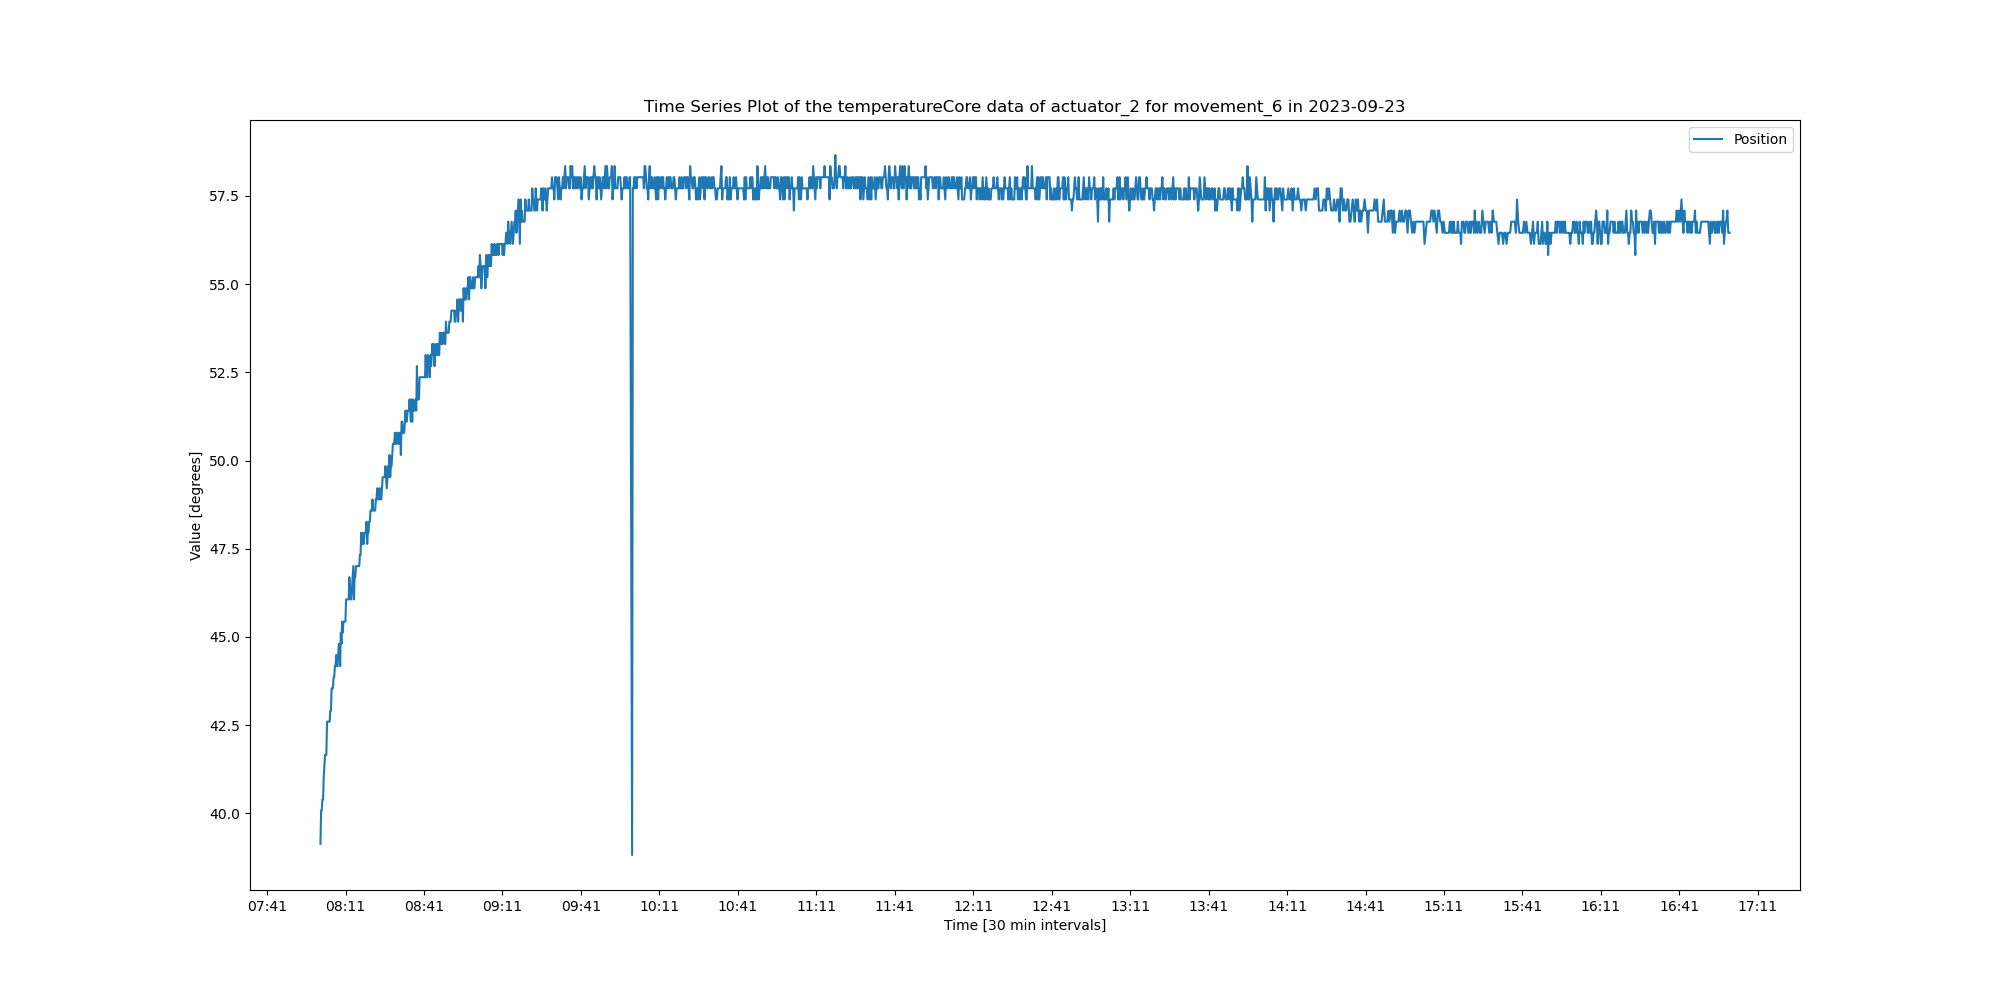 Time Series Plot of the temperatureCore data of actuator_2 for movement_6 in 2023-09-23
Position
57.5
55.0
52.5
50.0
47.5
45.0
42.5
40.0
Value [degrees]
07:41 08:11 08:41 09:11 09:41 10:11 10:41 11:11 11:41 12:11 12:41 13:11 13:41 14:11 14:41 15:11 15:41 16:11 16:41 17:11
Time [30 min intervals]